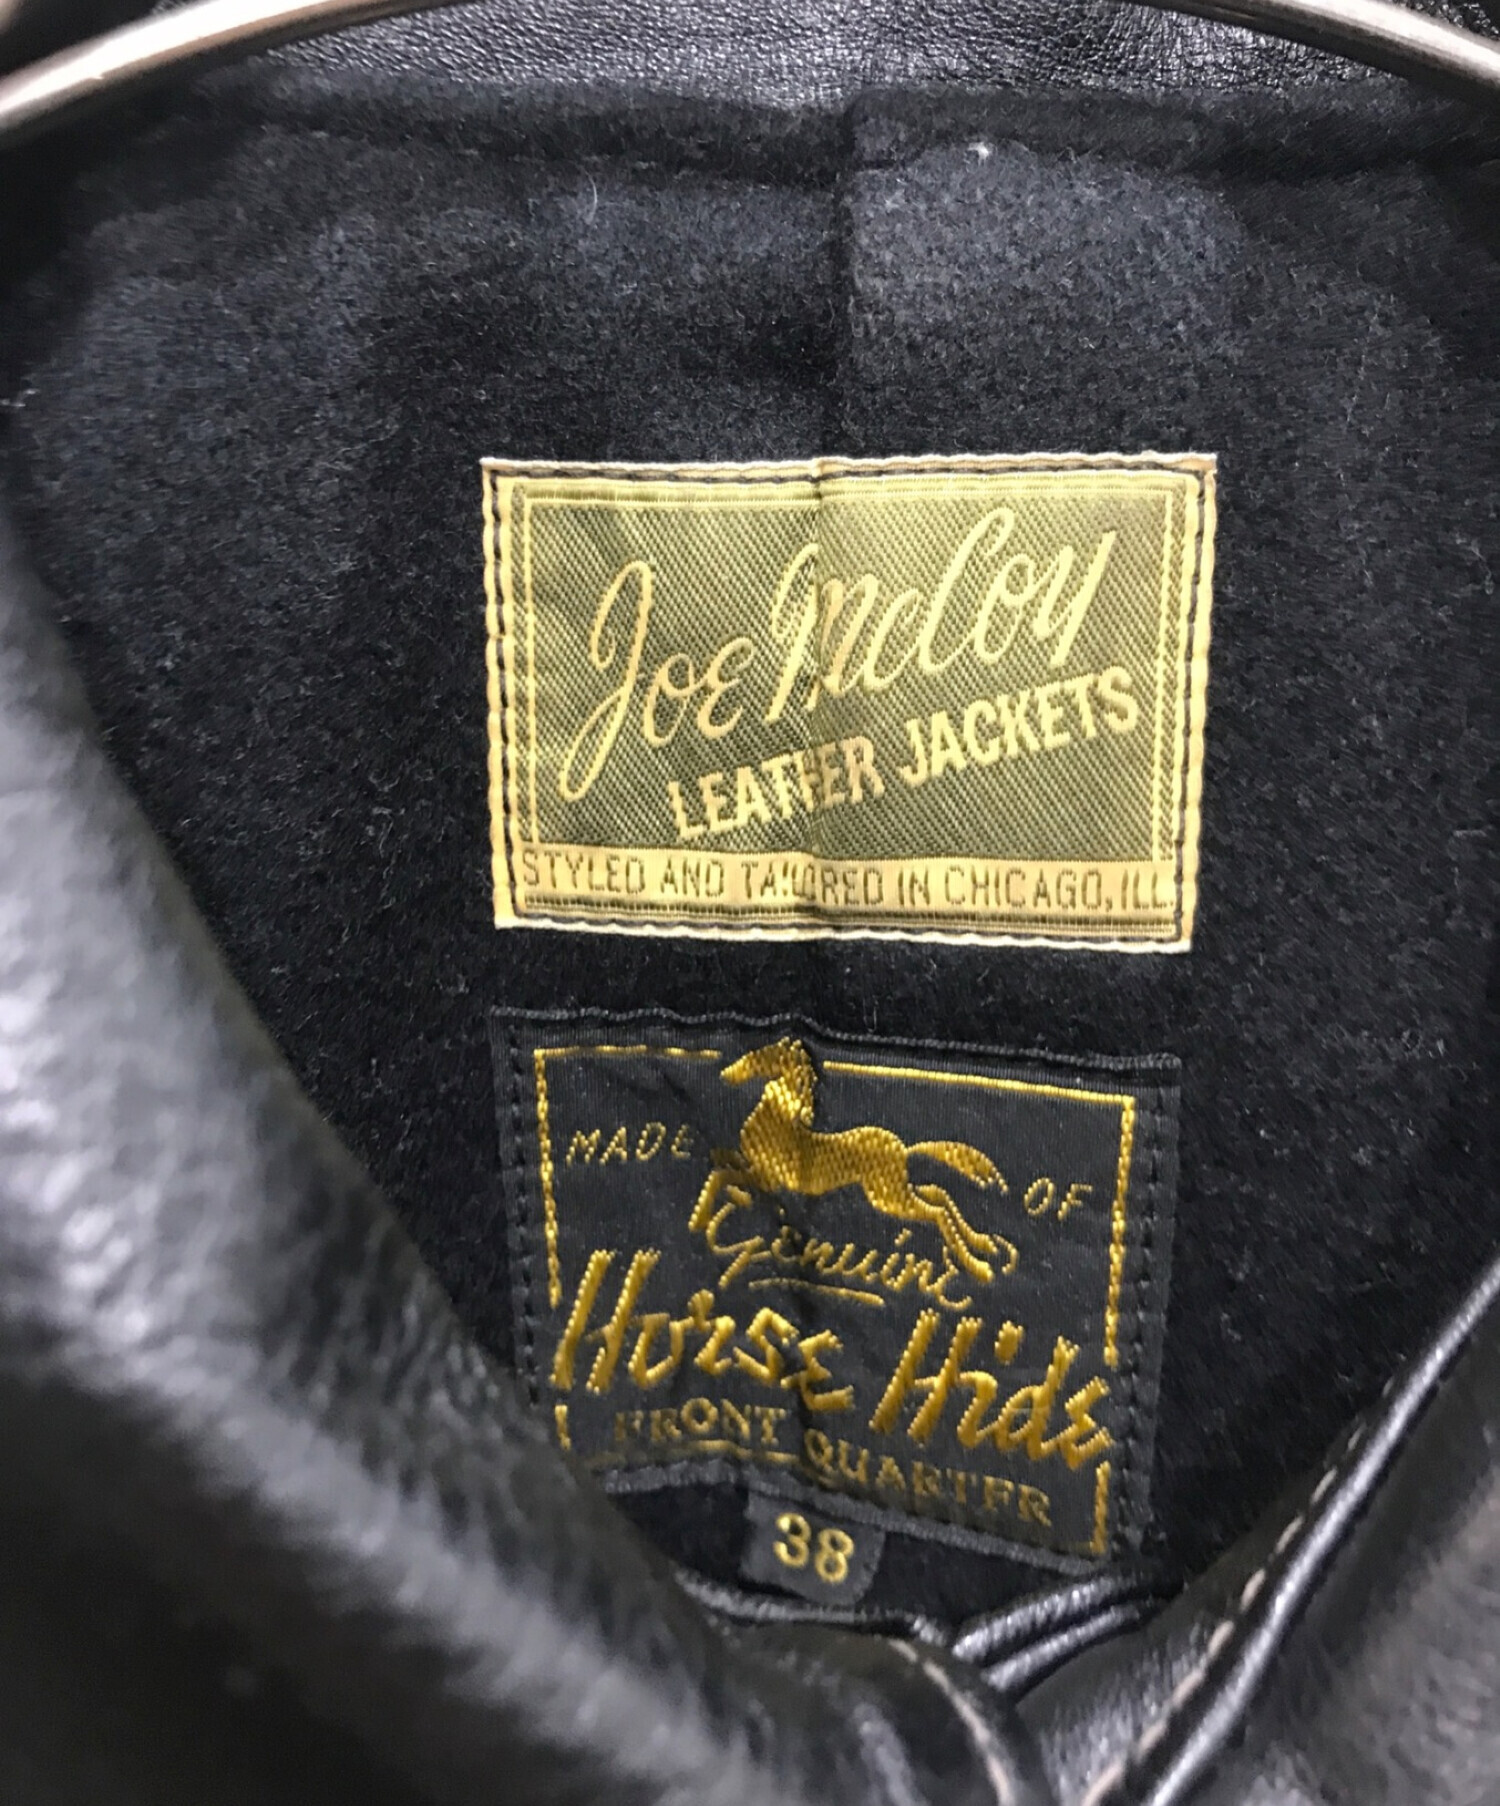 Joe McCoy
LEATHER JACKETS
STYLED AND TAILORED IN CHICAGO, ILL.
MADE OF
Genuine
Horse Hide
FRONT QUARTER
38